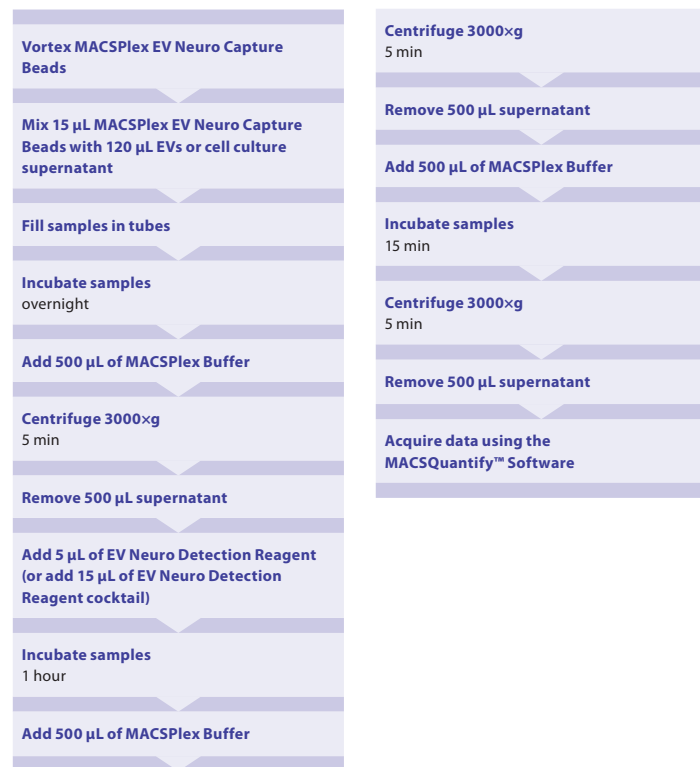 Vortex MACSPlex EV Neuro Capture
Beads
Mix 15 µL MACSPlex EV Neuro Capture
Beads with 120 µL EVs or cell culture
supernatant
Fill samples in tubes
Incubate samples
overnight
Add 500 µL of MACSPlex Buffer
Centrifuge 3000×g
5 min
Remove 500 µL supernatant
Add 5 µL of EV Neuro Detection Reagent
(or add 15 µL of EV Neuro Detection
Reagent cocktail)
Incubate samples
1 hour
Add 500 µL of MACSPlex Buffer
Centrifuge 3000×g
5 min
Remove 500 µL supernatant
Add 500 µL of MACSPlex Buffer
Incubate samples
15 min
Centrifuge 3000×g
5 min
Remove 500 µL supernatant
Acquire data using the
MACSQuantify™ Software